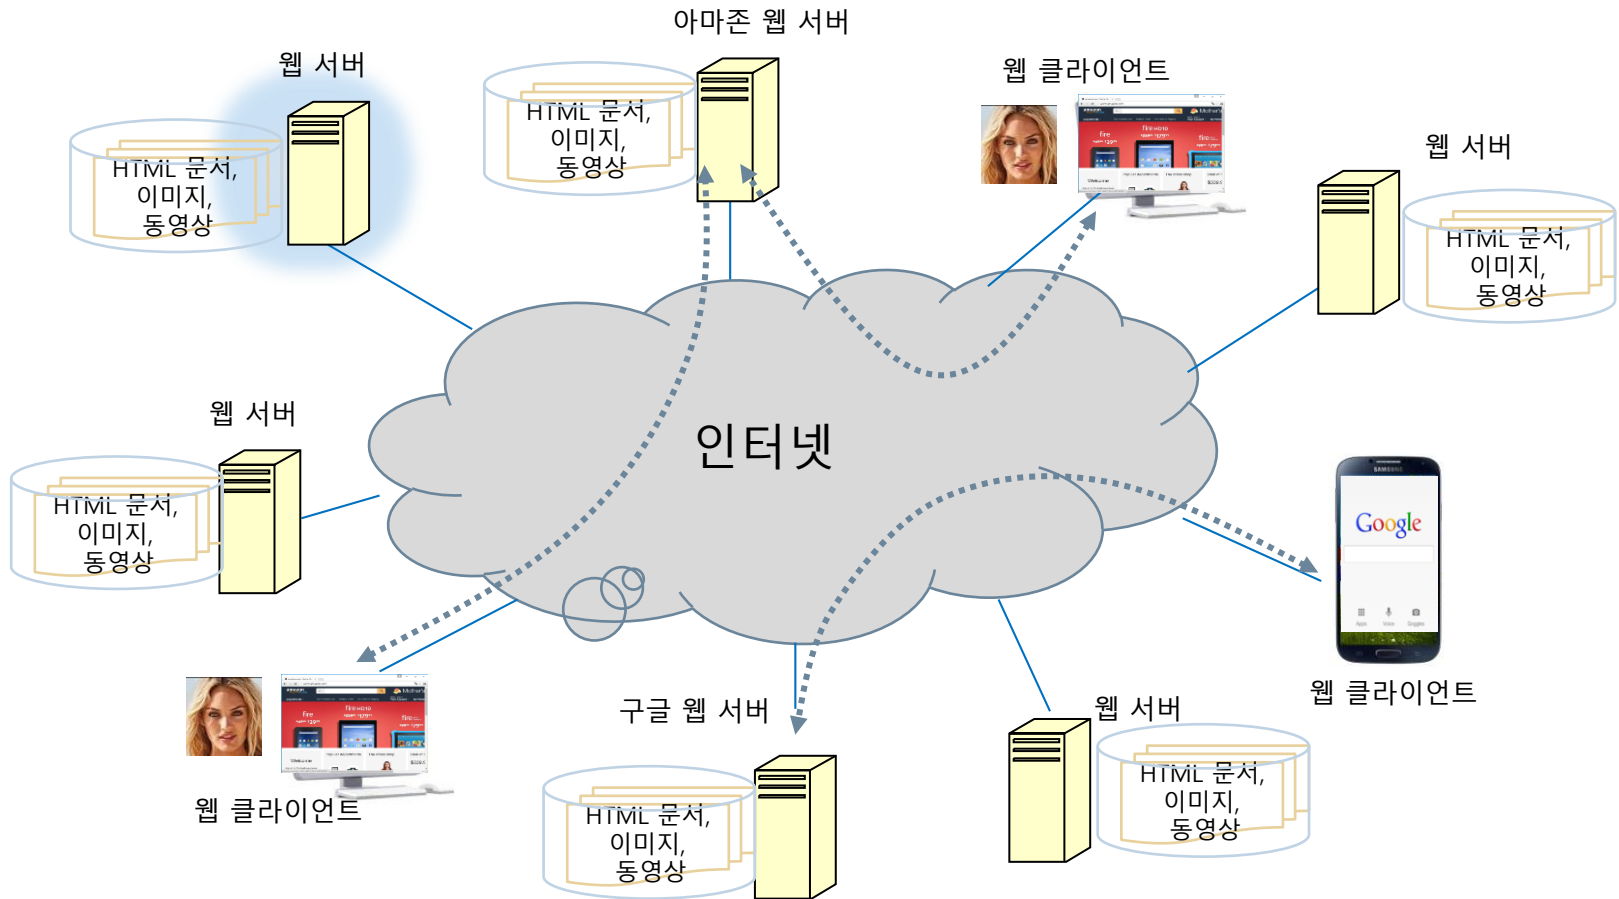 아마존 웹 서버
웹 서버
HTML 문서,
이미지,
동영상
HTML 문서,
이미지,
동영상
웹 클라이언트
웹 서버
HTML 문서,
이미지,
동영상
웹 서버
HTML 문서,
이미지,
동영상
인터넷
SAMSUNG
Google
Apps Voice Goggles
웹 클라이언트
웹 클라이언트
구글 웹 서버
HTML 문서,
이미지,
동영상
웹 서버
HTML 문서,
이미지,
동영상